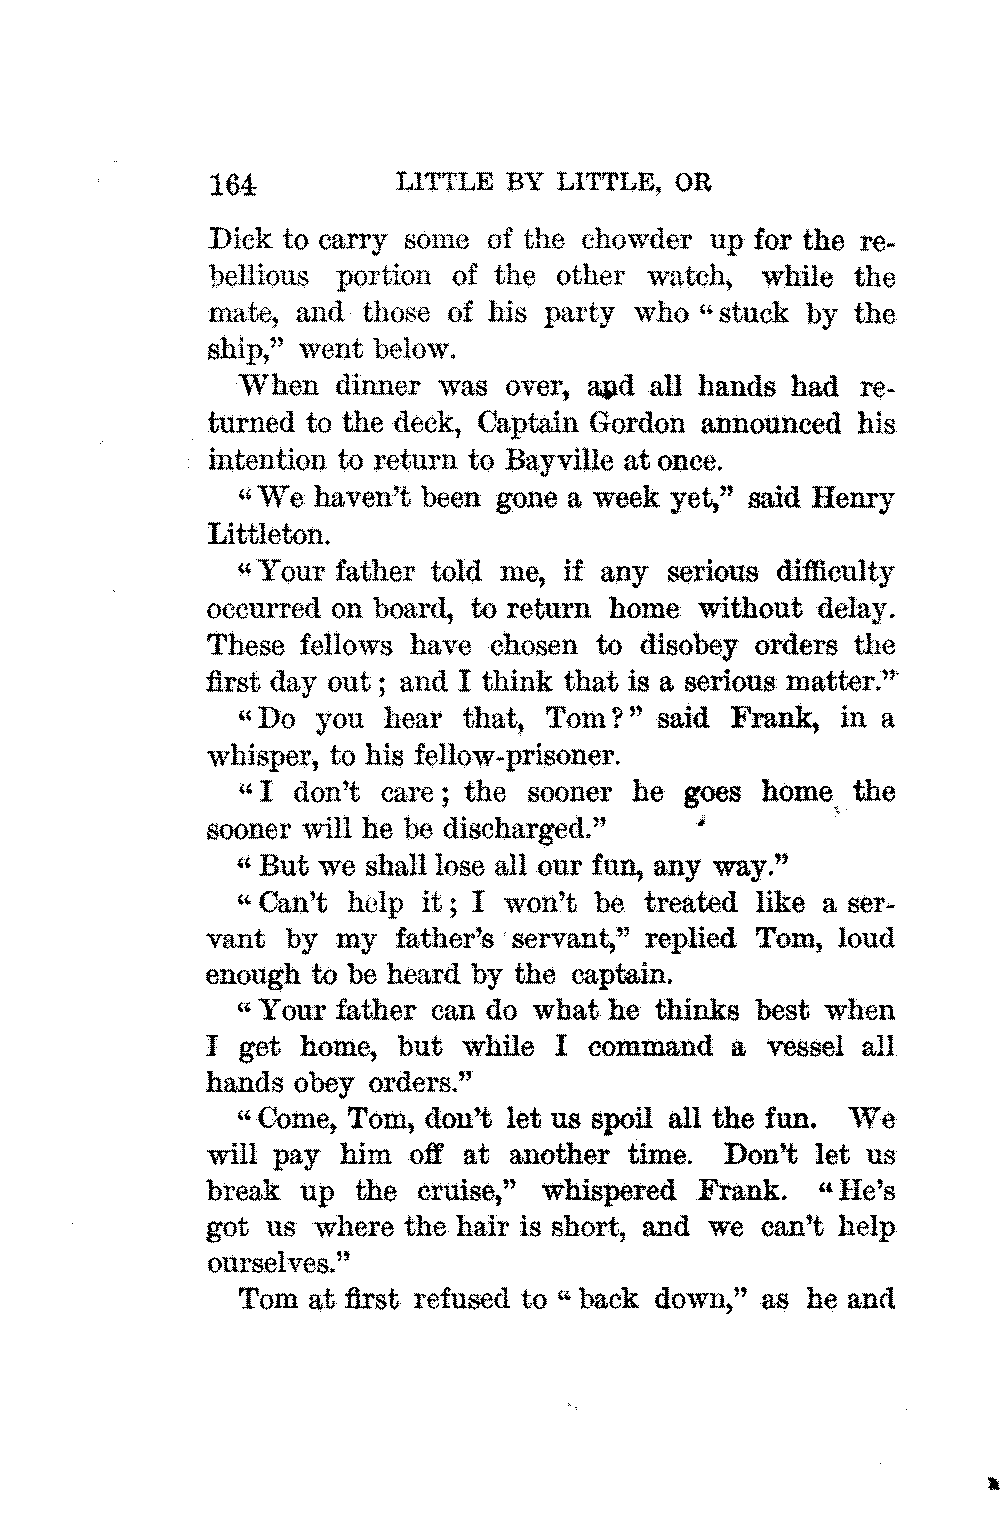 164 LITTLE BY LITTLE, OR
Dick to carry some of the chowder up for the re-
bellious portion of the other watch, while the
mate, and those of his party who "stuck by the
ship," went below.
When dinner was over, and all hands had re-
turned to the deck, Captain Gordon announced his
intention to return to Bayville at once.
"We haven't been gone a week yet," said Henry
Littleton.
"Your father told me, if any serious difficulty
occurred on board, to return home without delay.
These fellows have chosen to disobey orders the
first day out; and I think that is a serious matter."
"Do you hear that, Tom?" said Frank, in a
whisper, to his fellow-prisoner.
"I don't care; the sooner he goes home the
sooner will he be discharged."
"But we shall lose all our fun, any way."
"Can't help it; I won't be treated like a ser-
vant by my father's servant," replied Tom, loud
enough to be heard by the captain.
"Your father can do what he thinks best when
I get home, but while I command a vessel all
hands obey orders."
"Come, Tom, don't let us spoil all the fun. We
will pay him off at another time. Don't let us
break up the cruise," whispered Frank. "He's
got us where the hair is short, and we can't help
ourselves."
Tom at first refused to "back down," as he and